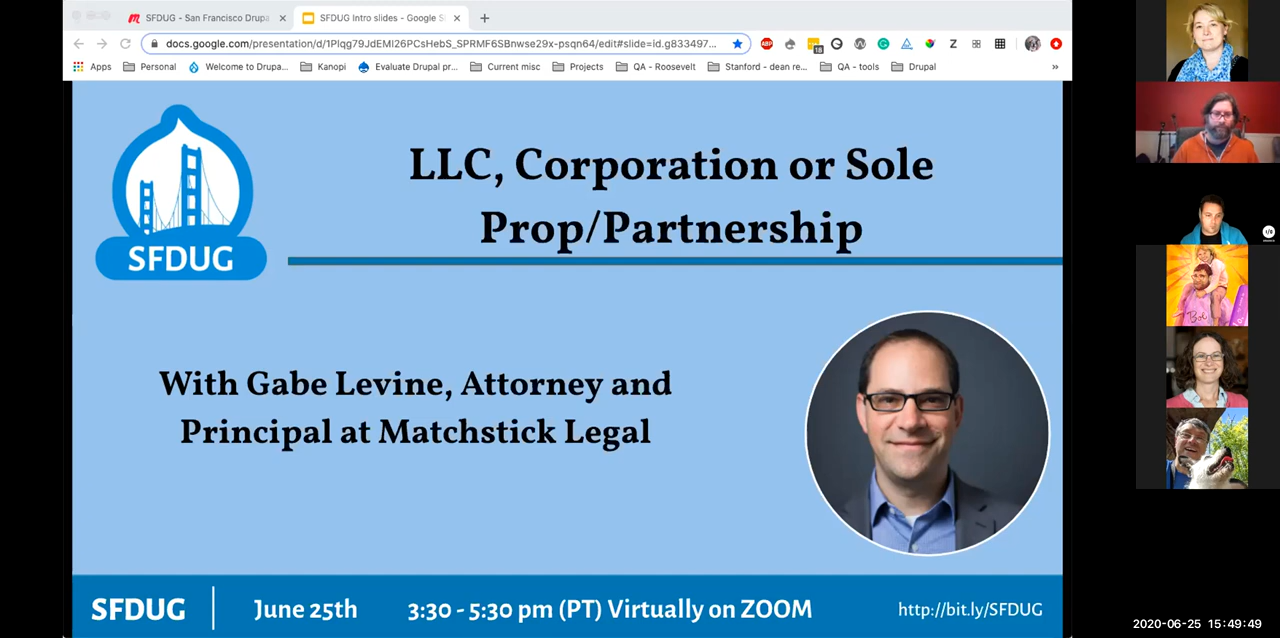 SFDUG - San Francisco Drupa
SFDUG Intro slides - Google S
docs.google.com/presentation/d/1Plqg79JdEMI26PCsHebS_SPRMF6SBnwse29x-psqn64/edit#slide=id.g833497...
ABP
18
Apps
Personal
Welcome to Drupa...
Kanopi
Evaluate Drupal pr...
Current misc
Projects
QA - Roosevelt
Stanford - dean re...
QA - tools
Drupal
»
SFDUG
LLC, Corporation or Sole
Prop/Partnership
With Gabe Levine, Attorney and
Principal at Matchstick Legal
SFDUG
June 25th
3:30 - 5:30 pm (PT) Virtually on ZOOM
http://bit.ly/SFDUG
2020-06-25 15:49:49